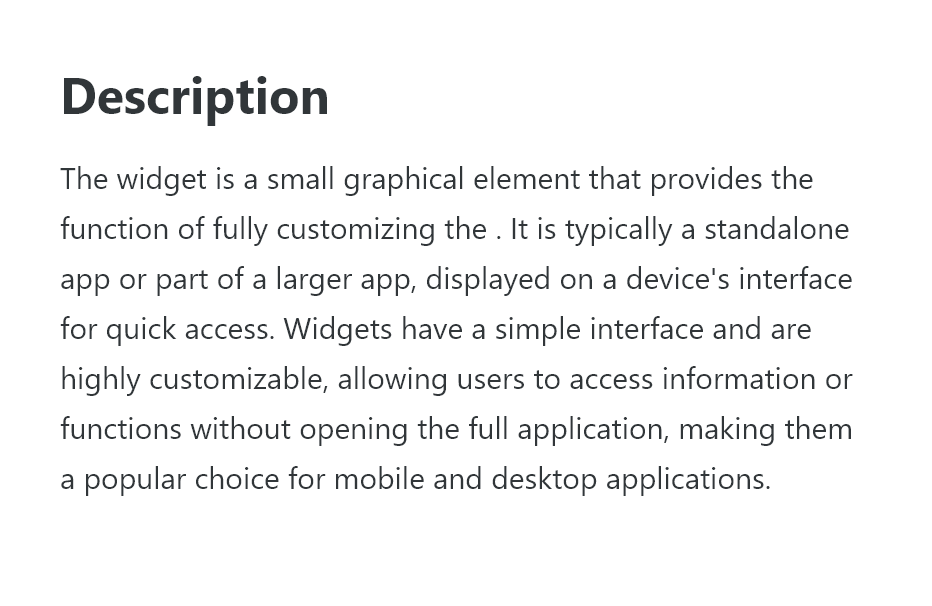 Description
The widget is a small graphical element that provides the
function of fully customizing the . It is typically a standalone
app or part of a larger app, displayed on a device's interface
for quick access. Widgets have a simple interface and are
highly customizable, allowing users to access information or
functions without opening the full application, making them
a popular choice for mobile and desktop applications.